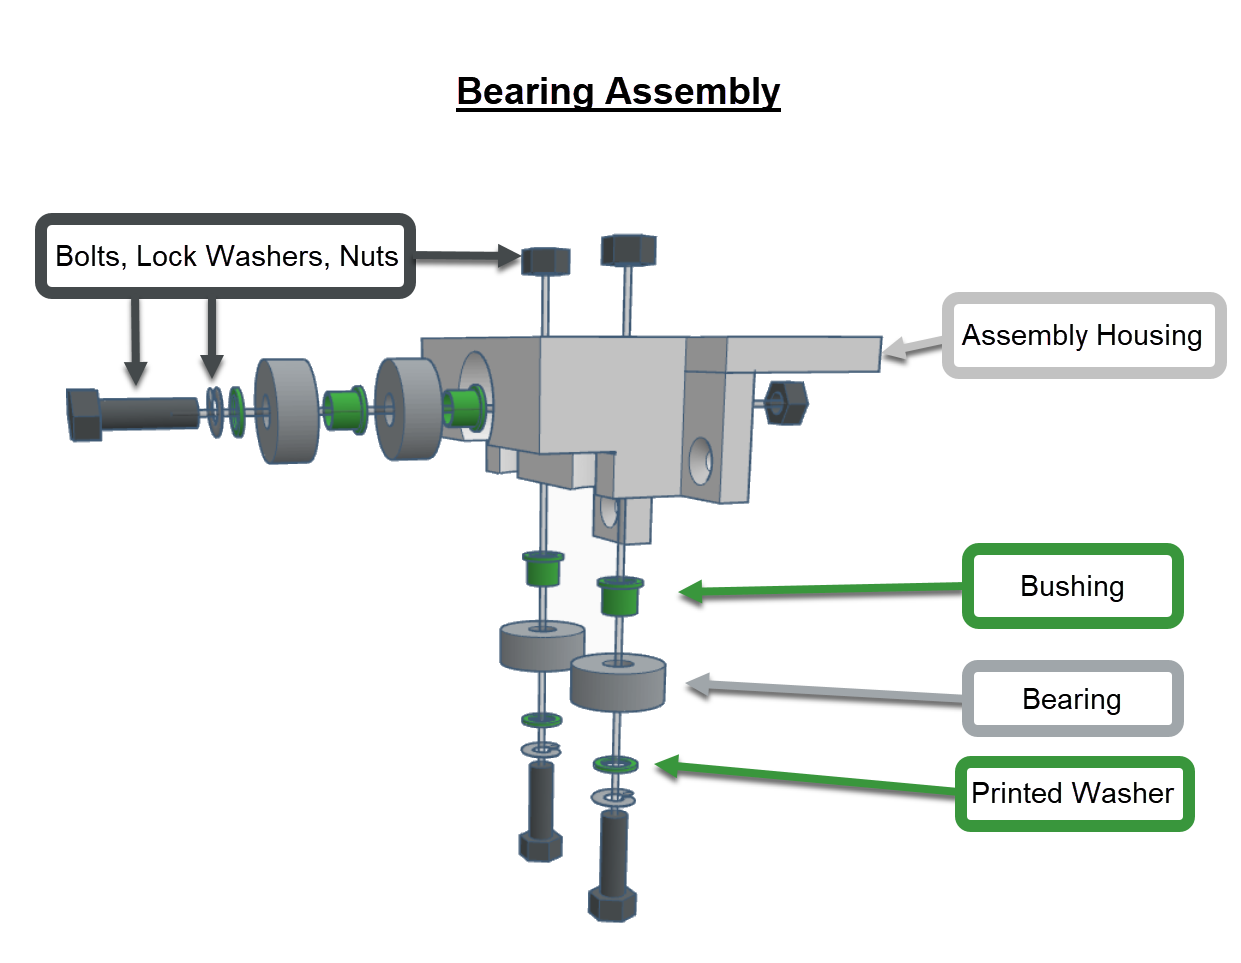 Bearing Assembly
Bolts, Lock Washers, Nuts
Assembly Housing
Bushing
Bearing
Printed Washer